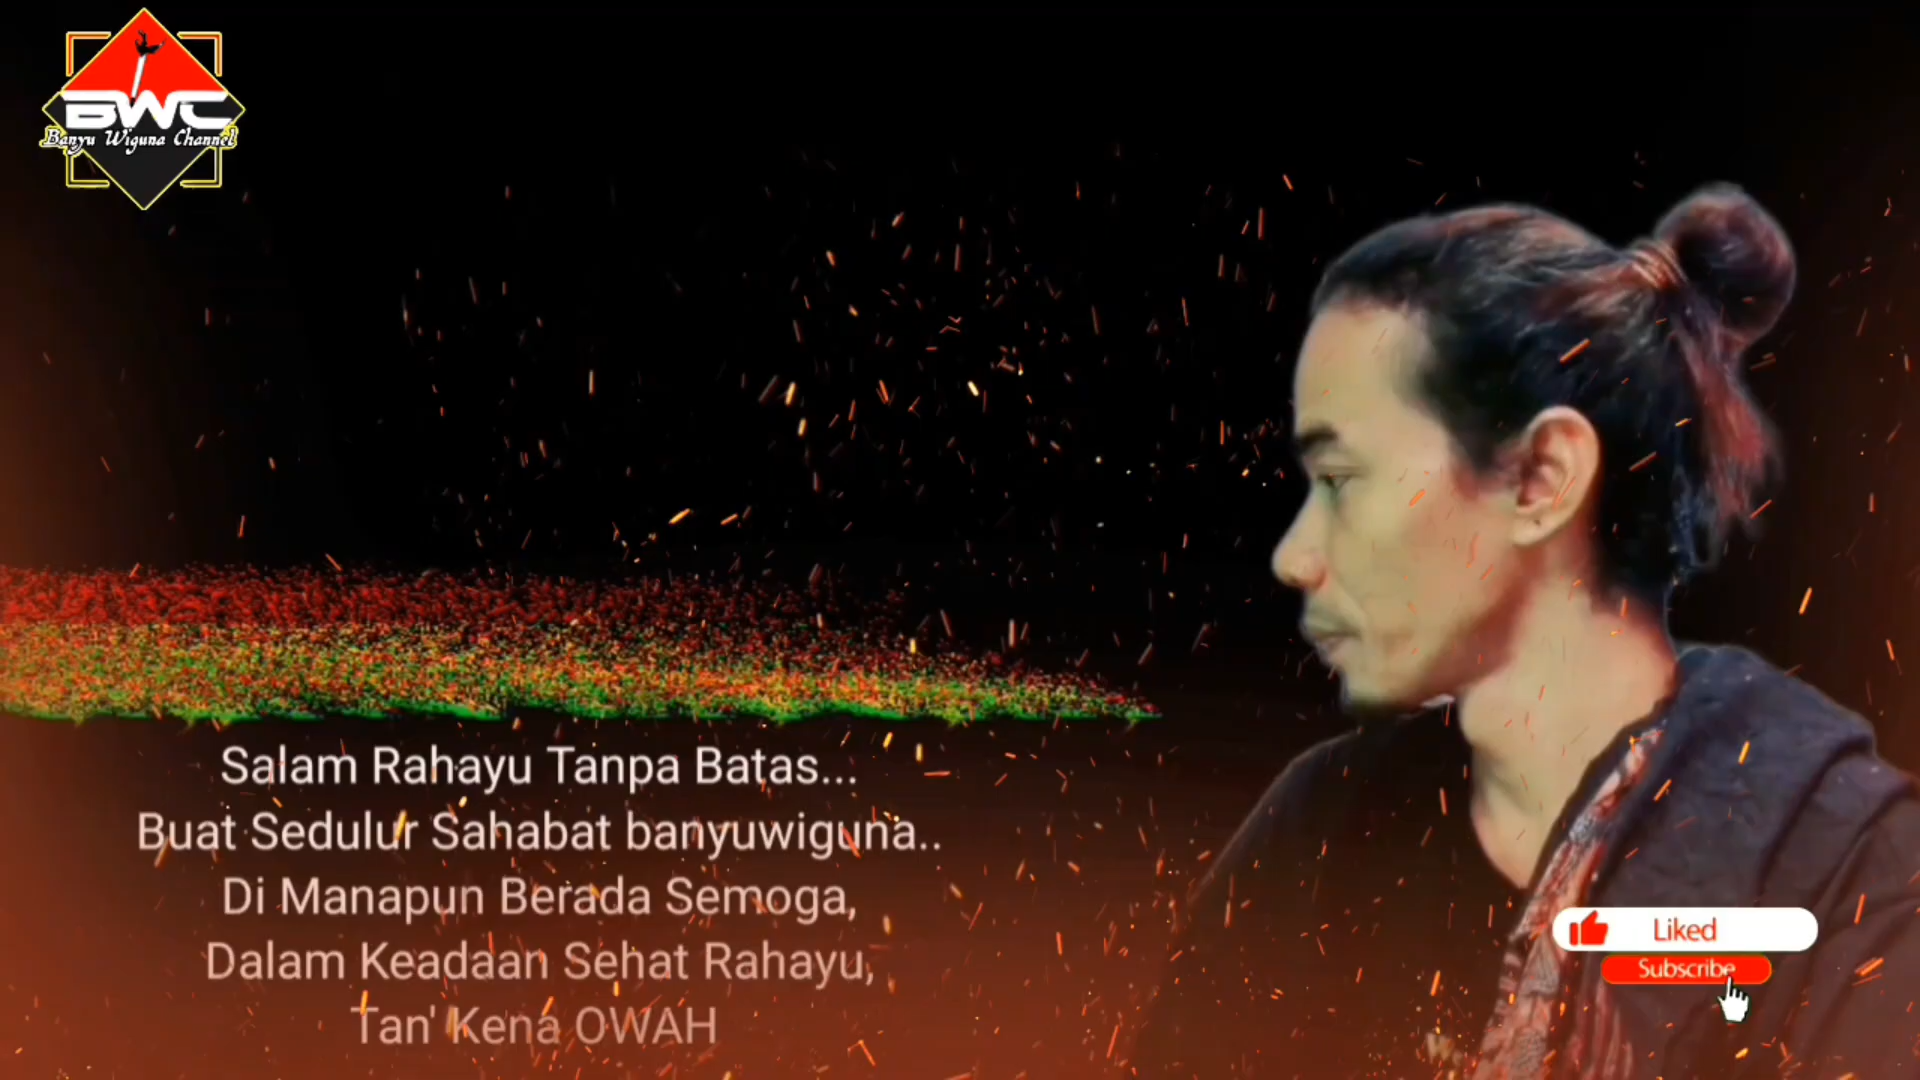 BWC
Banyu Wiguna Channel
Salam Rahayu Tanpa Batas...
Buat Sedulur Sahabat banyuwiguna..
Di Manapun Berada Semoga,
Dalam Keadaan Sehat Rahayu,
Tan' Kena OWAH
Liked
Subscribe